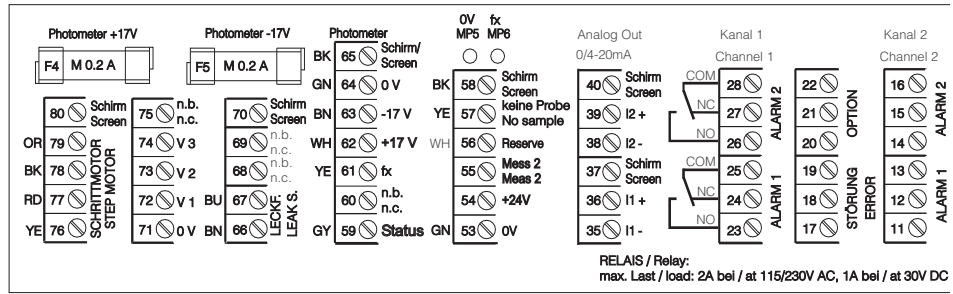 Photometer +17V
F4 M 0.2 A
Photometer -17V
F5 M 0.2 A
80 Schirm Screen
OR 79
BK 78
RD 77
YE 76
SCHRITTMOTOR
STEP MOTOR
75 n.b. n.c.
74 V 3
73 V 2
72 V 1
71 0 V
70 Schirm Screen
69 n.b. n.c.
68 n.b. n.c.
BU 67
BN 66
LECKF.
LEAK S.
Photometer
BK 65 Schirm/ Screen
GN 64 0 V
BN 63 -17 V
WH 62 +17 V
YE 61 fx
60 n.b. n.c.
GY 59 Status
0V fx
MP5 MP6
BK 58 Schirm Screen
YE 57 keine Probe No sample
WH 56 Reserve
55 Mess 2 Meas 2
54 +24V
GN 53 0V
Analog Out
0/4-20mA
40 Schirm Screen
39 I2 +
38 I2 -
37 Schirm Screen
36 I1 +
35 I1 -
Kanal 1
Channel 1
COM 28
NC 27
NO 26
ALARM 2
COM 25
NC 24
NO 23
ALARM 1
22
21
20
OPTION
19
18
17
STÖRUNG
ERROR
Kanal 2
Channel 2
16
15
14
ALARM 2
13
12
11
ALARM 1
RELAIS / Relay:
max. Last / load: 2A bei / at 115/230V AC, 1A bei / at 30V DC